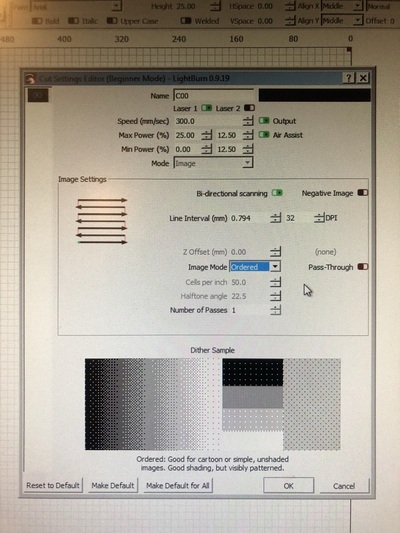 Font Arial Height 25.00 HSpace 0.00 Align X Middle Normal
Bold Italic Upper Case Welded VSpace 0.00 Align Y Middle Offset 0
480 400 320 240 160 80 0
Cut Settings Editor (Beginner Mode) - LightBurn 0.9.19
Name C00
Laser 1 Laser 2
Speed (mm/sec) 300.0 Output
Max Power (%) 25.00 12.50 Air Assist
Min Power (%) 0.00 12.50
Mode Image
Image Settings
Bi-directional scanning Negative Image
Line Interval (mm) 0.794 32 DPI
Z Offset (mm) 0.00 (none)
Image Mode Ordered Pass-Through
Cells per inch 50.0
Halftone angle 22.5
Number of Passes 1
Dither Sample
Ordered: Good for cartoon or simple, unshaded
images. Good shading, but visibly patterned.
Reset to Default Make Default Make Default for All OK Cancel